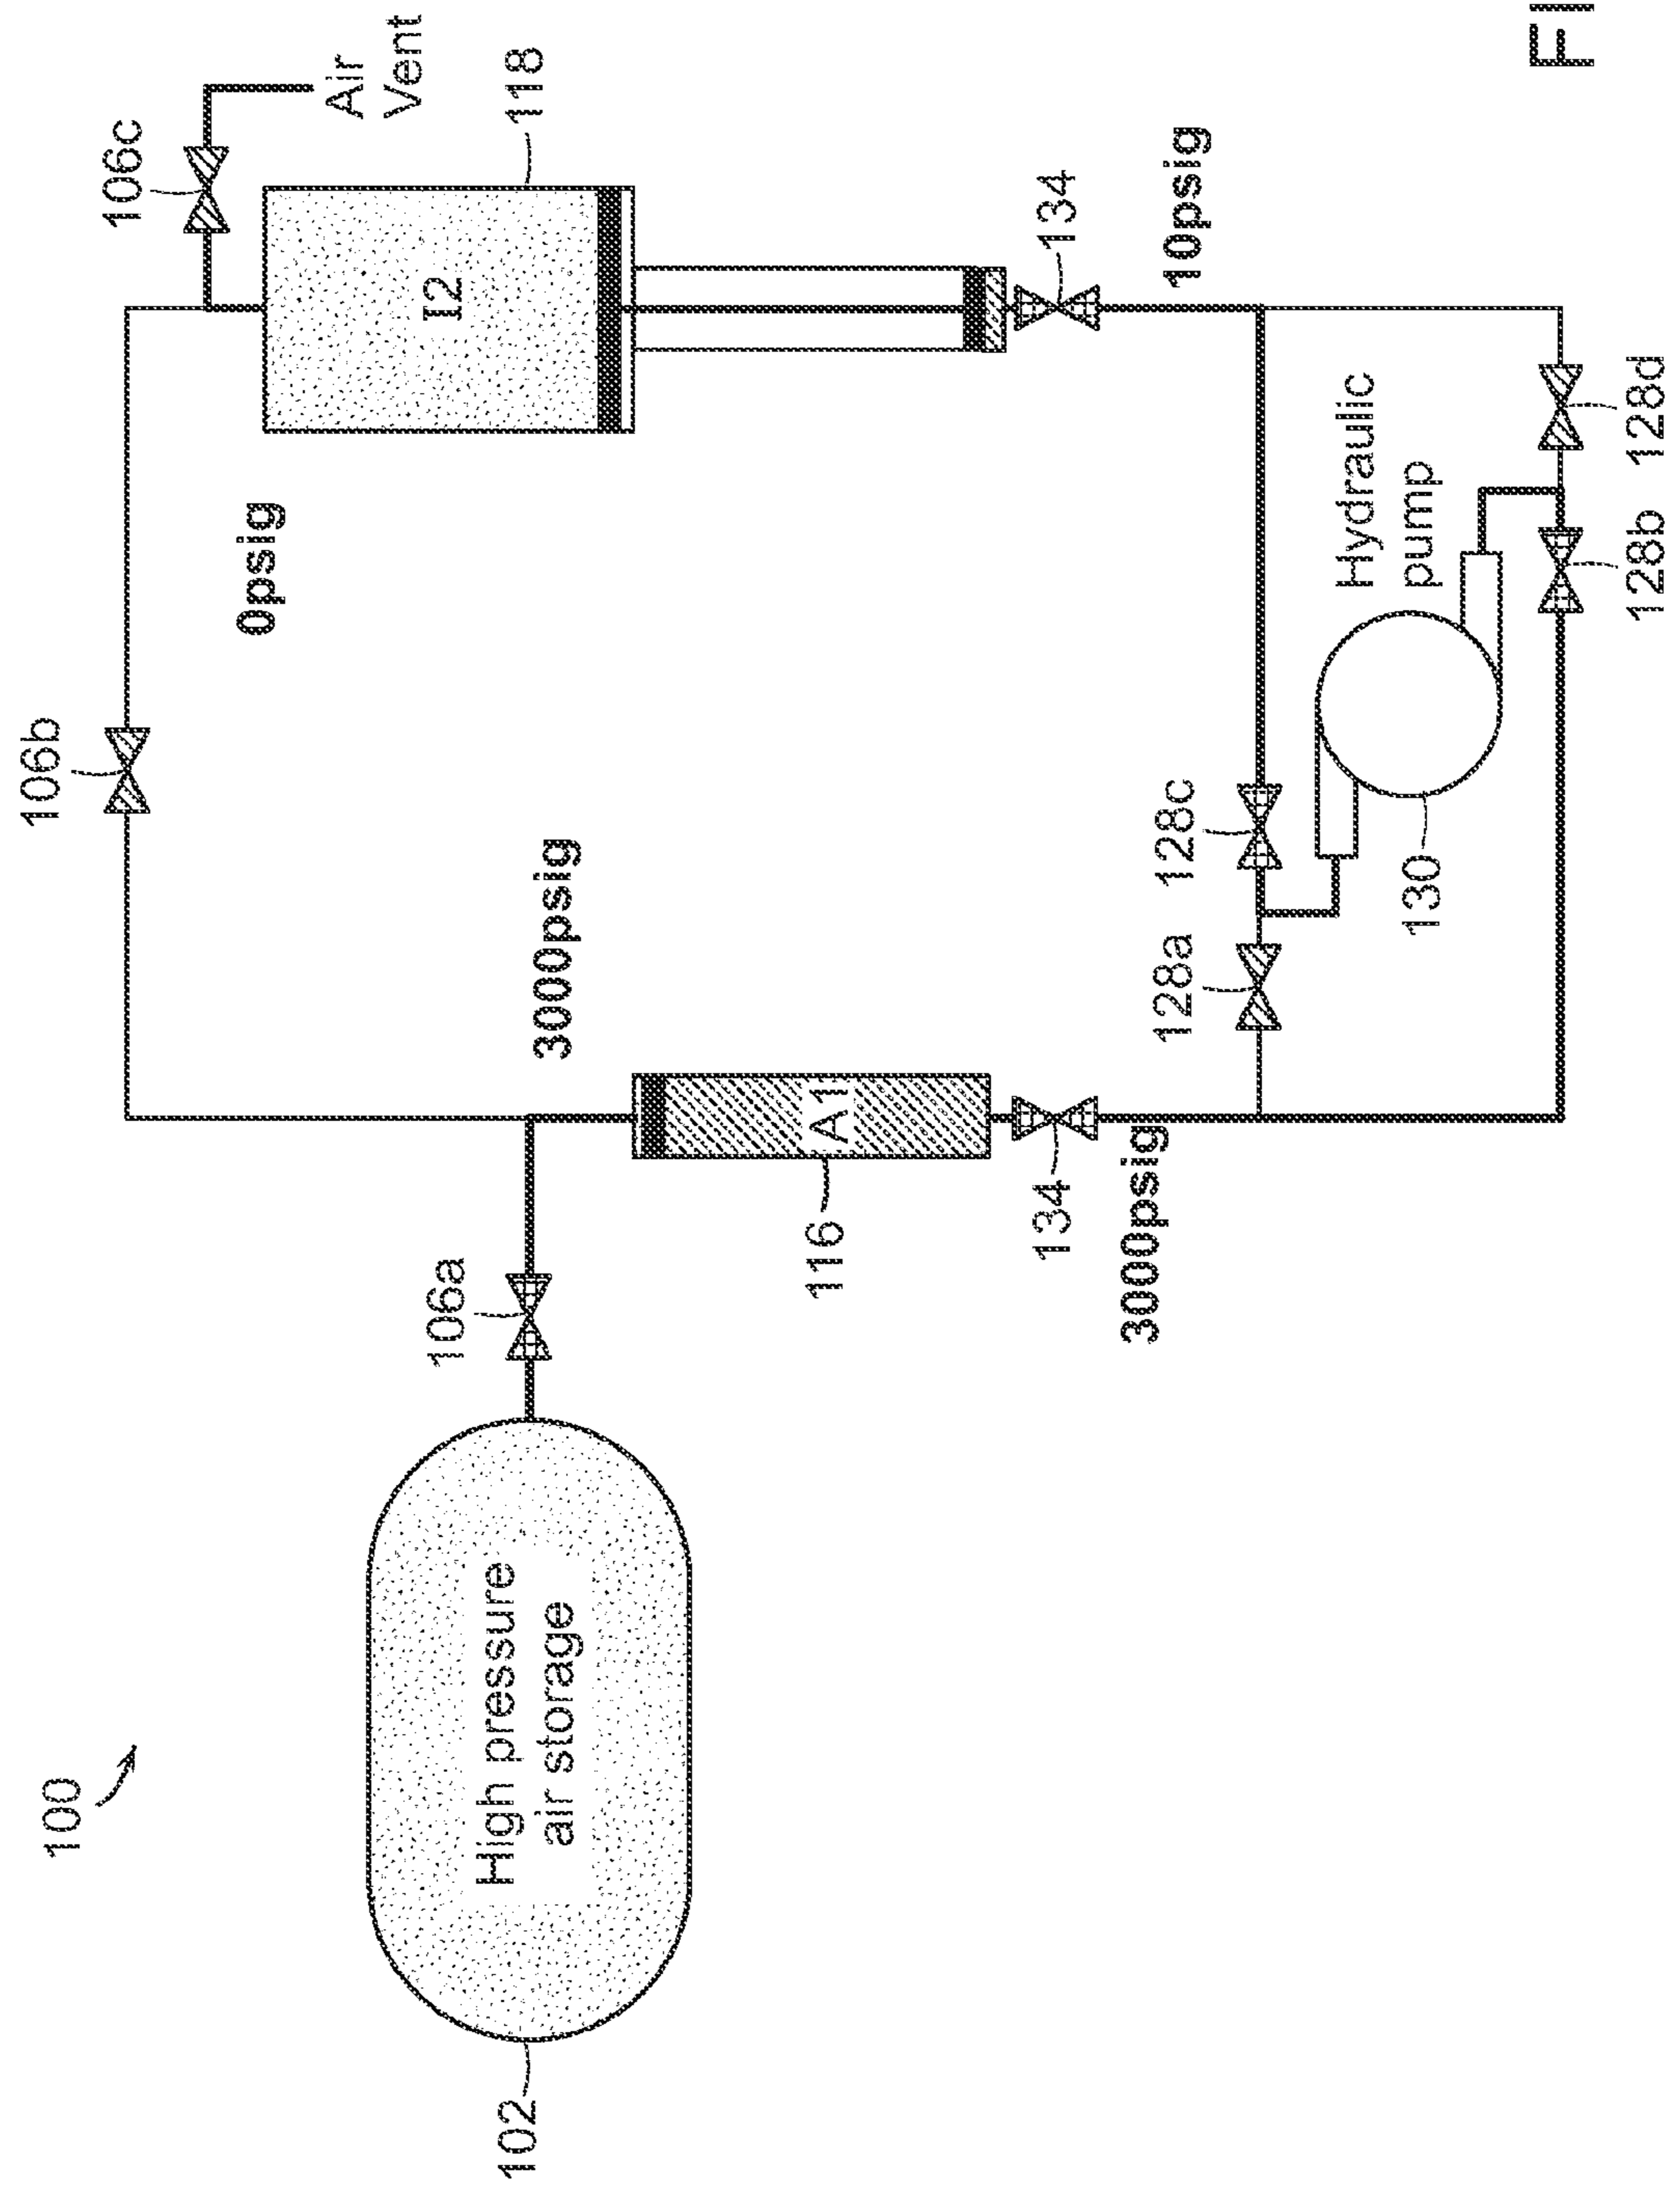 100
102
High pressure
air storage
106a
106b
0psig
3000psig
116
A1
134
3000psig
106c
Air
Vent
118
I2
134
10psig
128a
128c
Hydraulic
pump
130
128b
128d
FI